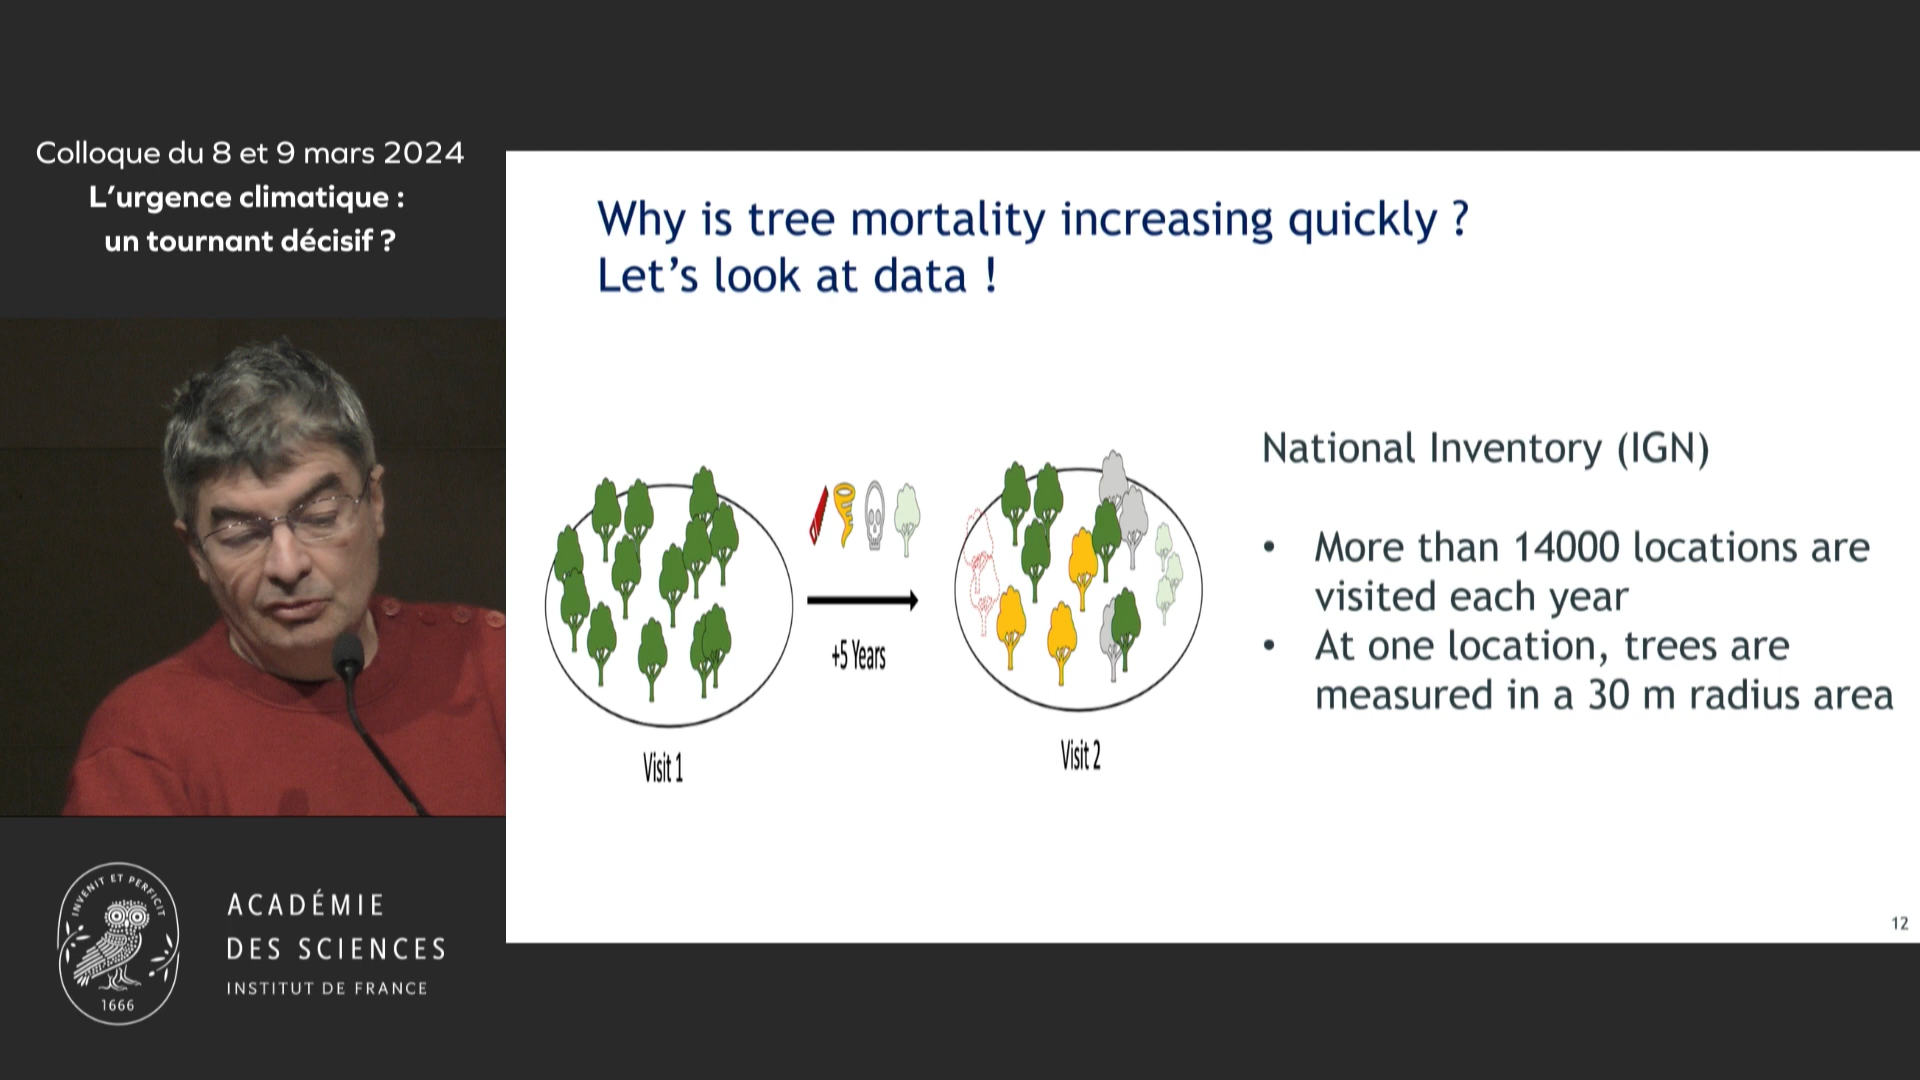 Colloque du 8 et 9 mars 2024
L'urgence climatique :
un tournant décisif ?
Why is tree mortality increasing quickly ?
Let's look at data !
National Inventory (IGN)
• More than 14000 locations are
visited each year
• At one location, trees are
measured in a 30 m radius area
+5 Years
Visit 1
Visit 2
12
INVENIT ET PERFICIT
1666
ACADÉMIE
DES SCIENCES
INSTITUT DE FRANCE